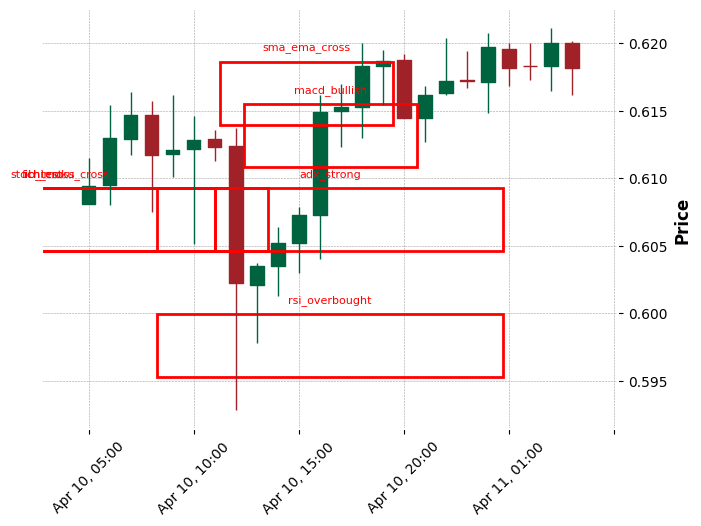 sma_ema_cross
macd_bullish
adx_strong
rsi_overbought
0.620
0.615
0.610
0.605
0.600
0.595
Price
Apr 10, 05:00
Apr 10, 10:00
Apr 10, 15:00
Apr 10, 20:00
Apr 11, 01:00